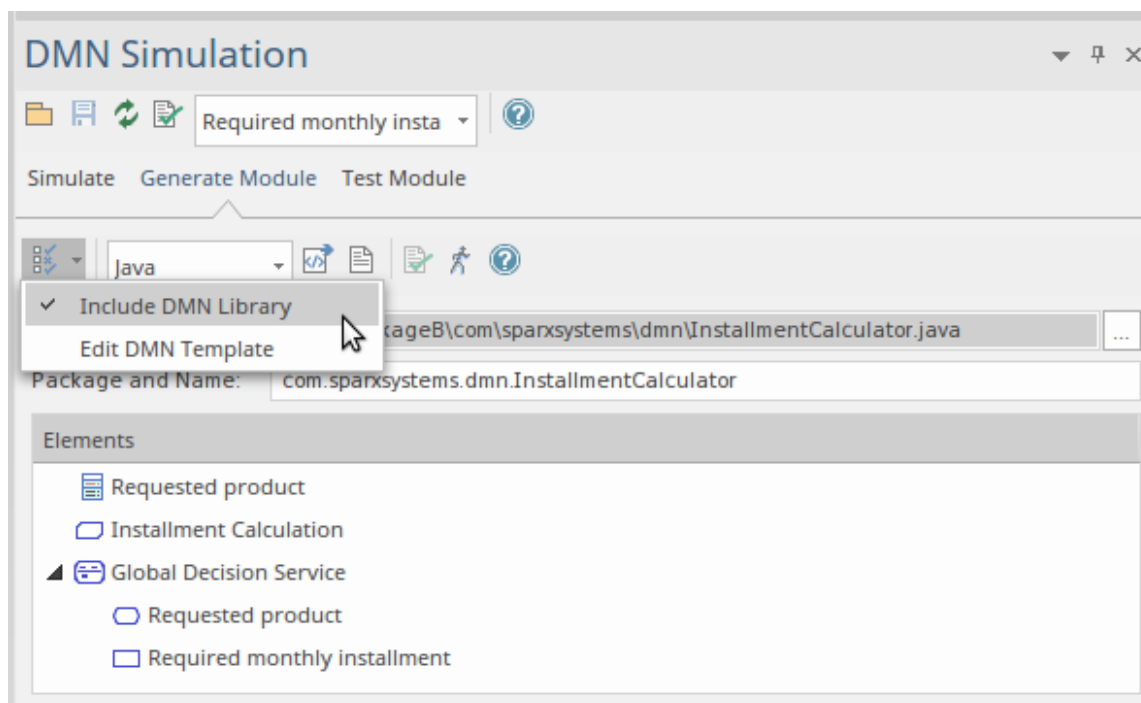 DMN Simulation
Required monthly insta
Simulate Generate Module Test Module
Java
Include DMN Library
kageB\com\sparxsystems\dmn\InstallmentCalculator.java
...
Edit DMN Template
Package and Name: com.sparxsystems.dmn.InstallmentCalculator
Elements
Requested product
Installment Calculation
Global Decision Service
Requested product
Required monthly installment